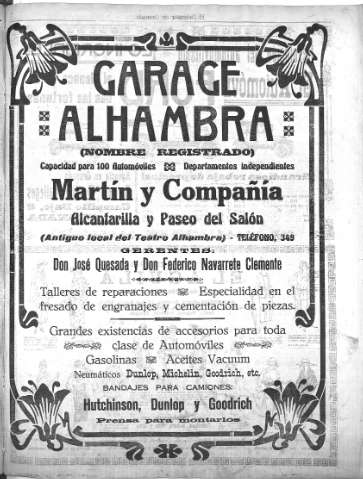 GARAGE
ALHAMBRA
(NOMBRE REGISTRADO)
Capacidad para 100 Automóviles Departamentos independientes
Martín y Compañía
Alcantarilla y Paseo del Salón
(Antiguo local del Teatro Alhambra) - TELÉFONO, 349
GERENTES:
Don José Quesada y Don Federico Navarrete Clemente
Talleres de reparaciones Especialidad en el
fresado de engranajes y cementación de piezas.
Grandes existencias de accesorios para toda
clase de Automóviles
Gasolinas Aceites Vacuum
Neumáticos Dunlop, Michelin, Goodrich, etc.
BANDAJES PARA CAMIONES:
Hutchinson, Dunlop y Goodrich
Prensa para montarlos